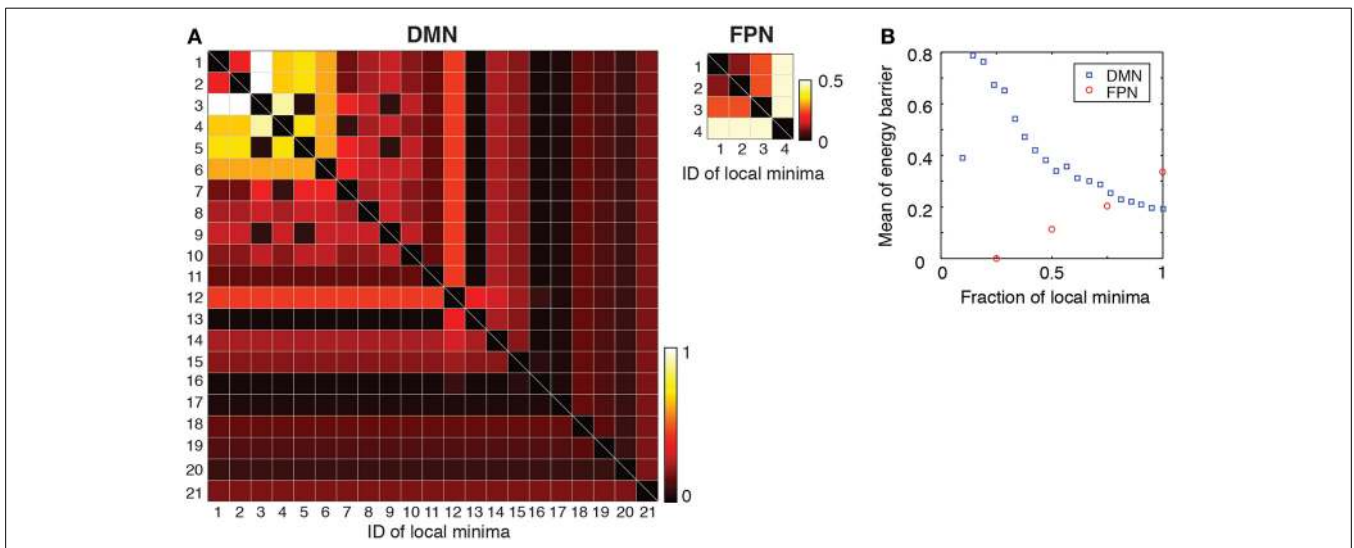 A
DMN
1
2
3
4
5
6
7
8
9
10
11
12
13
14
15
16
17
18
19
20
21
1 2 3 4 5 6 7 8 9 10 11 12 13 14 15 16 17 18 19 20 21
ID of local minima
1
0
FPN
1
2
3
4
1 2 3 4
ID of local minima
0.5
0
B
0.8
0.6
0.4
0.2
0
Mean of energy barrier
0 0.5 1
Fraction of local minima
DMN
FPN